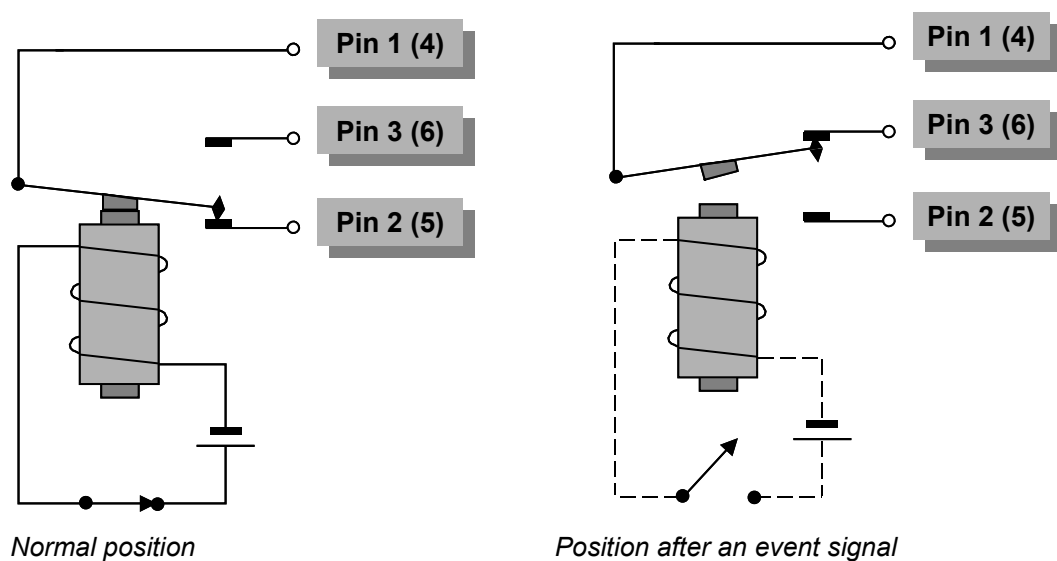 Pin 1 (4)
Pin 3 (6)
Pin 2 (5)
Normal position
Pin 1 (4)
Pin 3 (6)
Pin 2 (5)
Position after an event signal